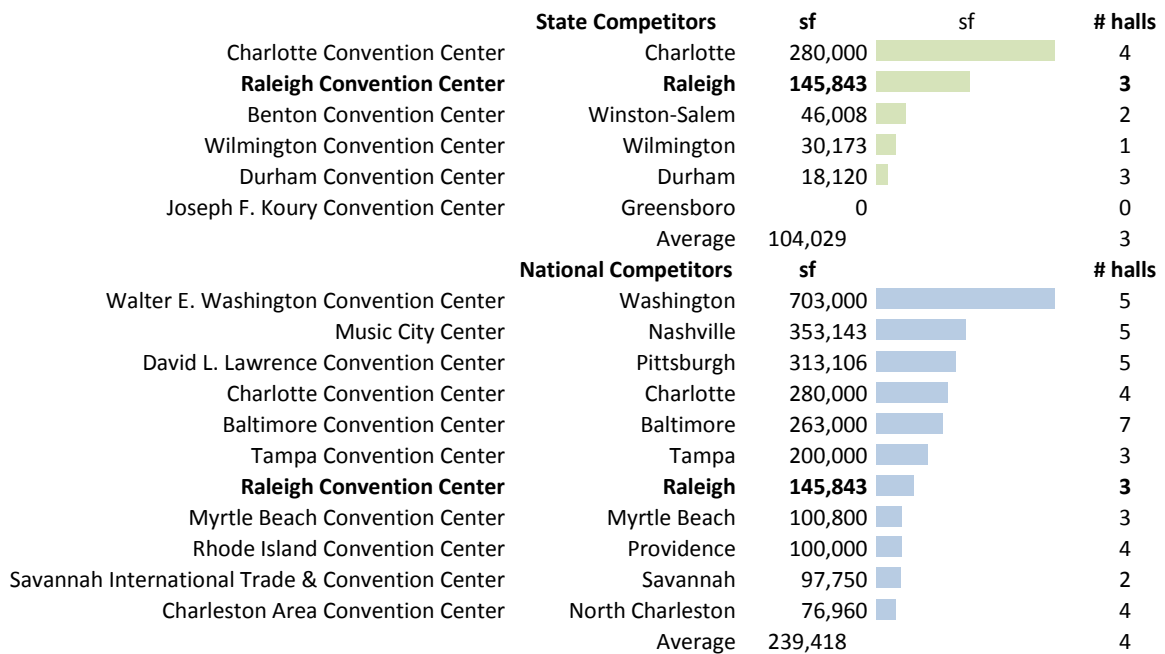 State Competitors sf sf # halls
Charlotte Convention Center Charlotte 280,000 4
Raleigh Convention Center Raleigh 145,843 3
Benton Convention Center Winston-Salem 46,008 2
Wilmington Convention Center Wilmington 30,173 1
Durham Convention Center Durham 18,120 3
Joseph F. Koury Convention Center Greensboro 0 0
Average 104,029 3
National Competitors sf # halls
Walter E. Washington Convention Center Washington 703,000 5
Music City Center Nashville 353,143 5
David L. Lawrence Convention Center Pittsburgh 313,106 5
Charlotte Convention Center Charlotte 280,000 4
Baltimore Convention Center Baltimore 263,000 7
Tampa Convention Center Tampa 200,000 3
Raleigh Convention Center Raleigh 145,843 3
Myrtle Beach Convention Center Myrtle Beach 100,800 3
Rhode Island Convention Center Providence 100,000 4
Savannah International Trade & Convention Center Savannah 97,750 2
Charleston Area Convention Center North Charleston 76,960 4
Average 239,418 4